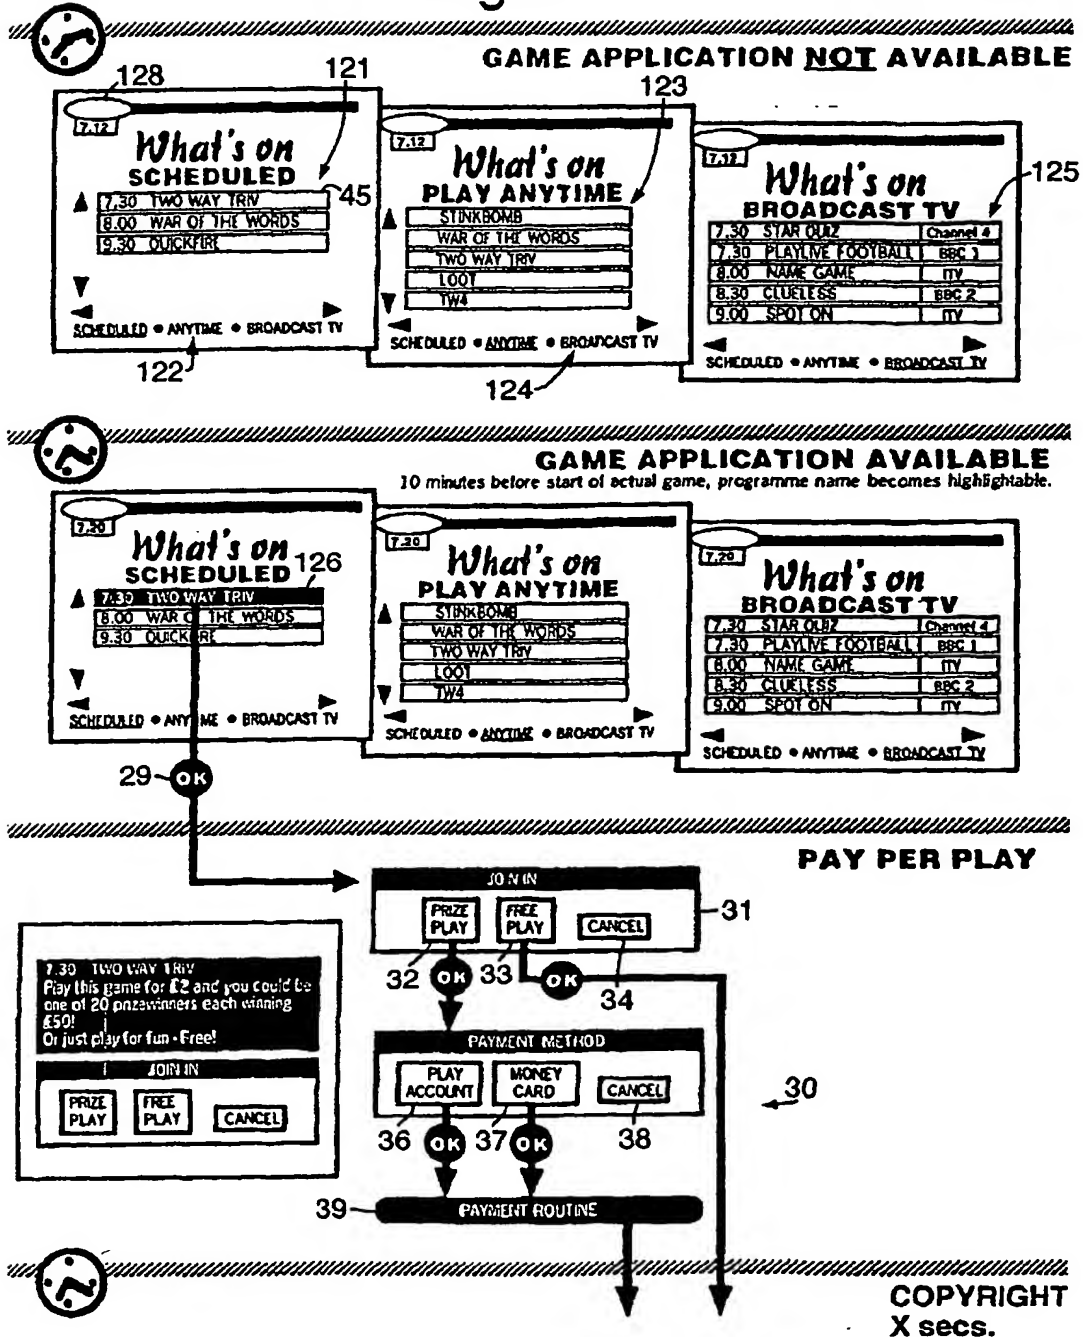 GAME APPLICATION NOT AVAILABLE
128
121
123
125
7.12
What's on
SCHEDULED
45
7.30 TWO WAY TRIV
8.00 WAR OF THE WORDS
9.30 QUICKFIRE
SCHEDULED • ANYTIME • BROADCAST TV
122
7.12
What's on
PLAY ANYTIME
STINKBOMB
WAR OF THE WORDS
TWO WAY TRIV
LOOT
TW4
SCHEDULED • ANYTIME • BROADCAST TV
124
7.12
What's on
BROADCAST TV
7.30 STAR QUIZ Channel 4
7.30 PLAYLIVE FOOTBALL BBC 1
8.00 NAME GAME ITV
8.30 CLUELESS BBC 2
9.00 SPOT ON ITV
SCHEDULED • ANYTIME • BROADCAST TV
GAME APPLICATION AVAILABLE
10 minutes before start of actual game, programme name becomes highlightable.
7.20
What's on
SCHEDULED
126
7.30 TWO WAY TRIV
8.00 WAR OF THE WORDS
9.30 QUICKFIRE
SCHEDULED • ANYTIME • BROADCAST TV
7.20
What's on
PLAY ANYTIME
STINKBOMB
WAR OF THE WORDS
TWO WAY TRIV
LOOT
TW4
SCHEDULED • ANYTIME • BROADCAST TV
7.20
What's on
BROADCAST TV
7.30 STAR QUIZ Channel 4
7.30 PLAYLIVE FOOTBALL BBC 1
8.00 NAME GAME ITV
8.30 CLUELESS BBC 2
9.00 SPOT ON ITV
SCHEDULED • ANYTIME • BROADCAST TV
29
OK
PAY PER PLAY
JOIN IN
PRIZE PLAY
FREE PLAY
CANCEL
31
32
OK
33
OK
34
7.30 TWO WAY TRIV
Play this game for £2 and you could be
one of 20 prizewinners each winning
£50!
Or just play for fun - Free!
JOIN IN
PRIZE PLAY
FREE PLAY
CANCEL
PAYMENT METHOD
PLAY ACCOUNT
MONEY CARD
CANCEL
30
36
OK
37
OK
38
39
PAYMENT ROUTINE
COPYRIGHT
X secs.